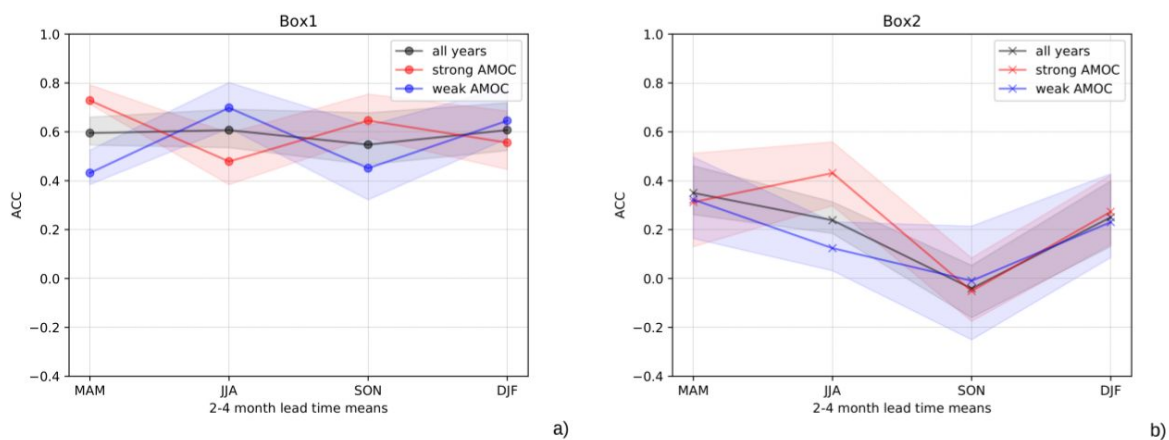 Box1
1.0
0.8
0.6
0.4
0.2
0.0
−0.2
−0.4
ACC
all years
strong AMOC
weak AMOC
MAM JJA SON DJF
2-4 month lead time means
a)
Box2
1.0
0.8
0.6
0.4
0.2
0.0
−0.2
−0.4
ACC
all years
strong AMOC
weak AMOC
MAM JJA SON DJF
2-4 month lead time means
b)